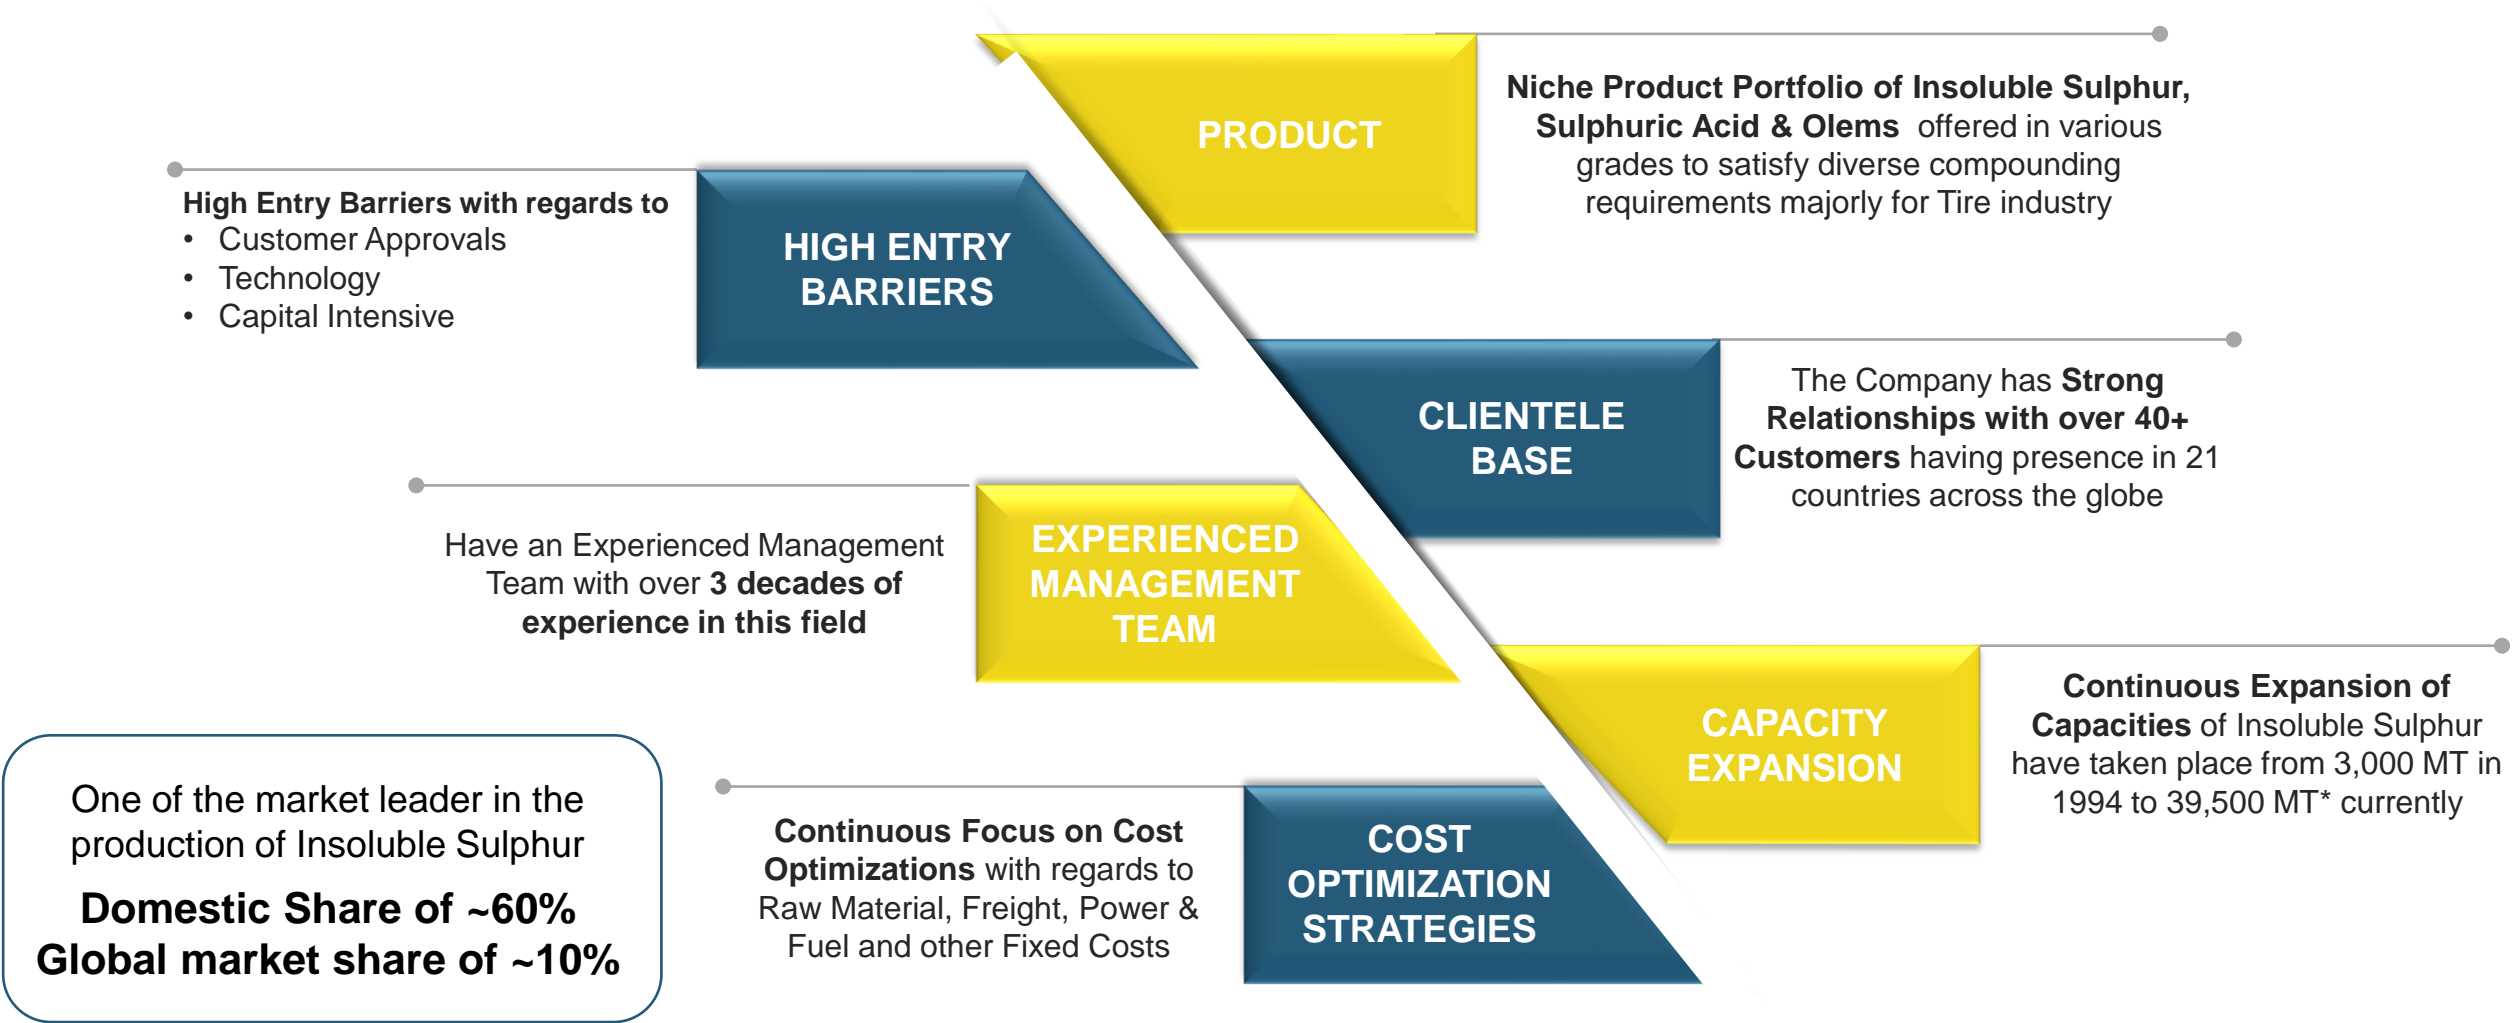 PRODUCT
Niche Product Portfolio of Insoluble Sulphur,
Sulphuric Acid & Olems offered in various
grades to satisfy diverse compounding
requirements majorly for Tire industry
High Entry Barriers with regards to
• Customer Approvals
• Technology
• Capital Intensive
HIGH ENTRY
BARRIERS
CLIENTELE
BASE
The Company has Strong
Relationships with over 40+
Customers having presence in 21
countries across the globe
Have an Experienced Management
Team with over 3 decades of
experience in this field
EXPERIENCED
MANAGEMENT
TEAM
CAPACITY
EXPANSION
Continuous Expansion of
Capacities of Insoluble Sulphur
have taken place from 3,000 MT in
1994 to 39,500 MT* currently
Continuous Focus on Cost
Optimizations with regards to
Raw Material, Freight, Power &
Fuel and other Fixed Costs
COST
OPTIMIZATION
STRATEGIES
One of the market leader in the
production of Insoluble Sulphur
Domestic Share of ~60%
Global market share of ~10%